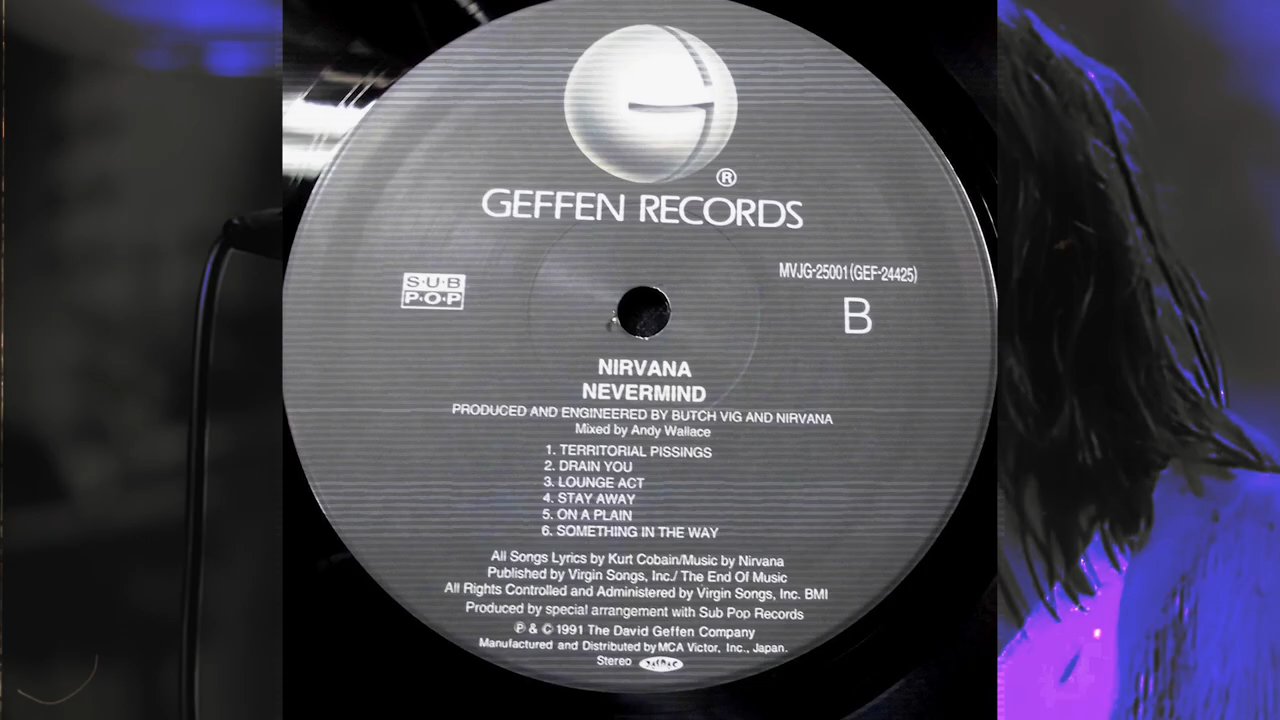 ®
GEFFEN RECORDS
MVJG-25001 (GEF-24425)
S·U·B
P·O·P
B
NIRVANA
NEVERMIND
PRODUCED AND ENGINEERED BY BUTCH VIG AND NIRVANA
Mixed by Andy Wallace
1. TERRITORIAL PISSINGS
2. DRAIN YOU
3. LOUNGE ACT
4. STAY AWAY
5. ON A PLAIN
6. SOMETHING IN THE WAY
All Songs Lyrics by Kurt Cobain/Music by Nirvana
Published by Virgin Songs, Inc./ The End Of Music
All Rights Controlled and Administered by Virgin Songs, Inc. BMI
Produced by special arrangement with Sub Pop Records
℗ & © 1991 The David Geffen Company
Manufactured and Distributed by MCA Victor, Inc., Japan.
Stereo